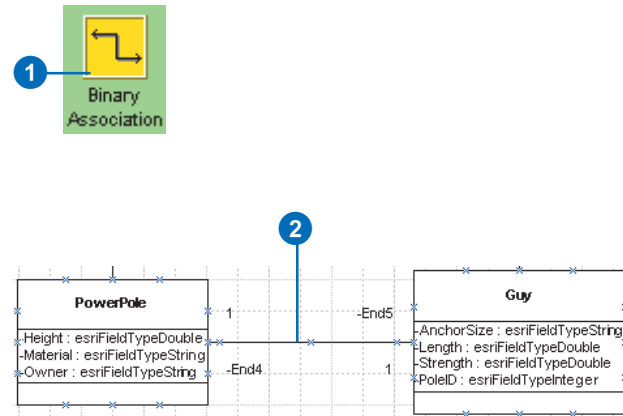 1
Binary
Association
2
PowerPole
-Height : esriFieldTypeDouble
-Material : esriFieldTypeString
-Owner : esriFieldTypeString
1
-End5
-End4
1
Guy
-AnchorSize : esriFieldTypeString
-Length : esriFieldTypeDouble
-Strength : esriFieldTypeDouble
-PoleID : esriFieldTypeInteger